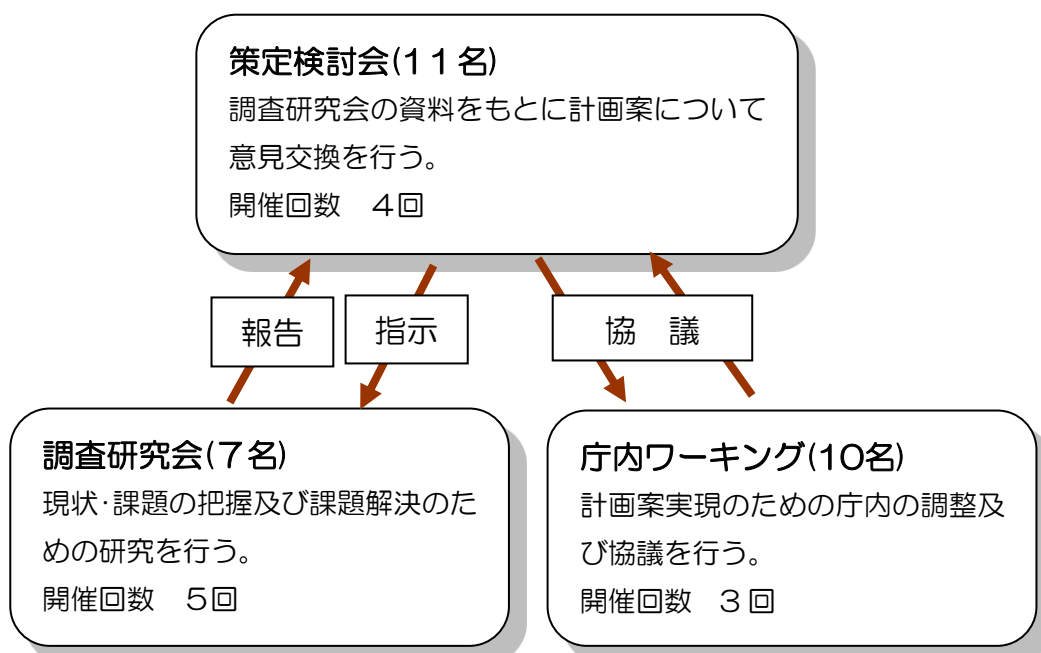 策定検討会(11名)
調査研究会の資料をもとに計画案について
意見交換を行う。
開催回数　4回
報告
指示
協　議
調査研究会(7名)
現状・課題の把握及び課題解決のた
めの研究を行う。
開催回数　5回
庁内ワーキング(10名)
計画案実現のための庁内の調整及
び協議を行う。
開催回数　3回